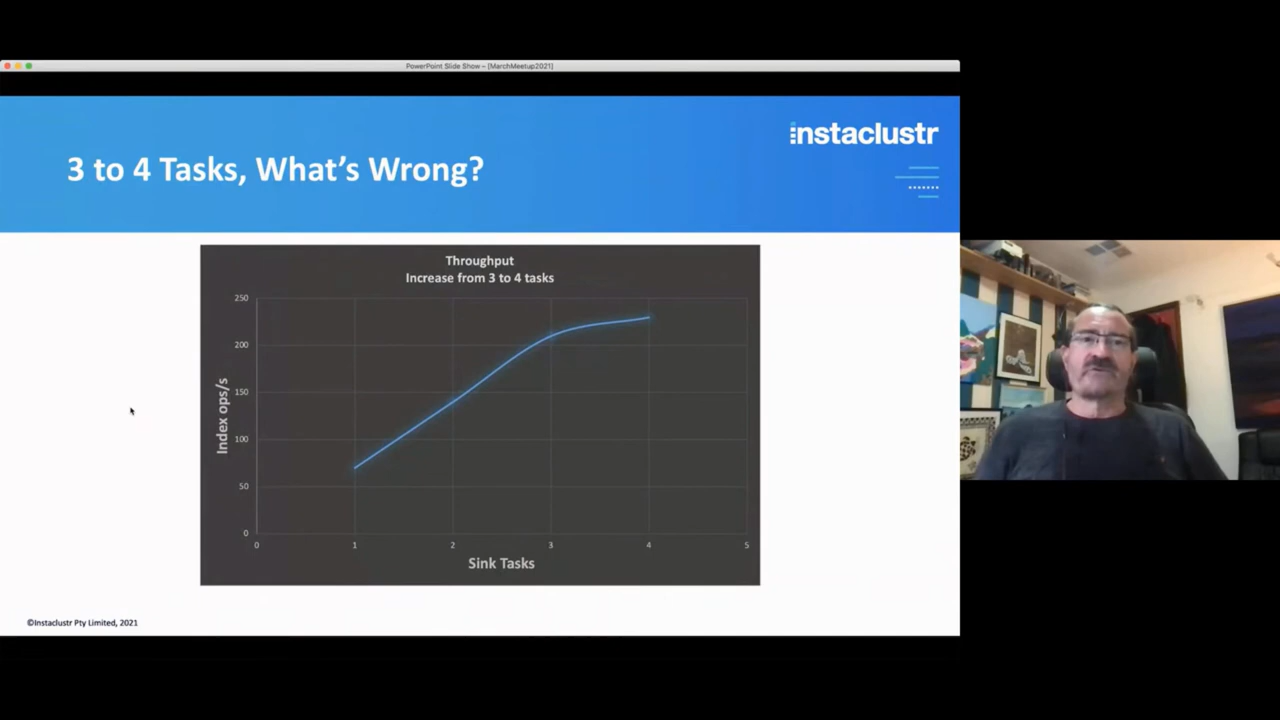 PowerPoint Slide Show - [MarchMeetup2021]
instaclustr
3 to 4 Tasks, What's Wrong?
Throughput
Increase from 3 to 4 tasks
Index ops/s
250
200
150
100
50
0
0 1 2 3 4 5
Sink Tasks
©Instaclustr Pty Limited, 2021